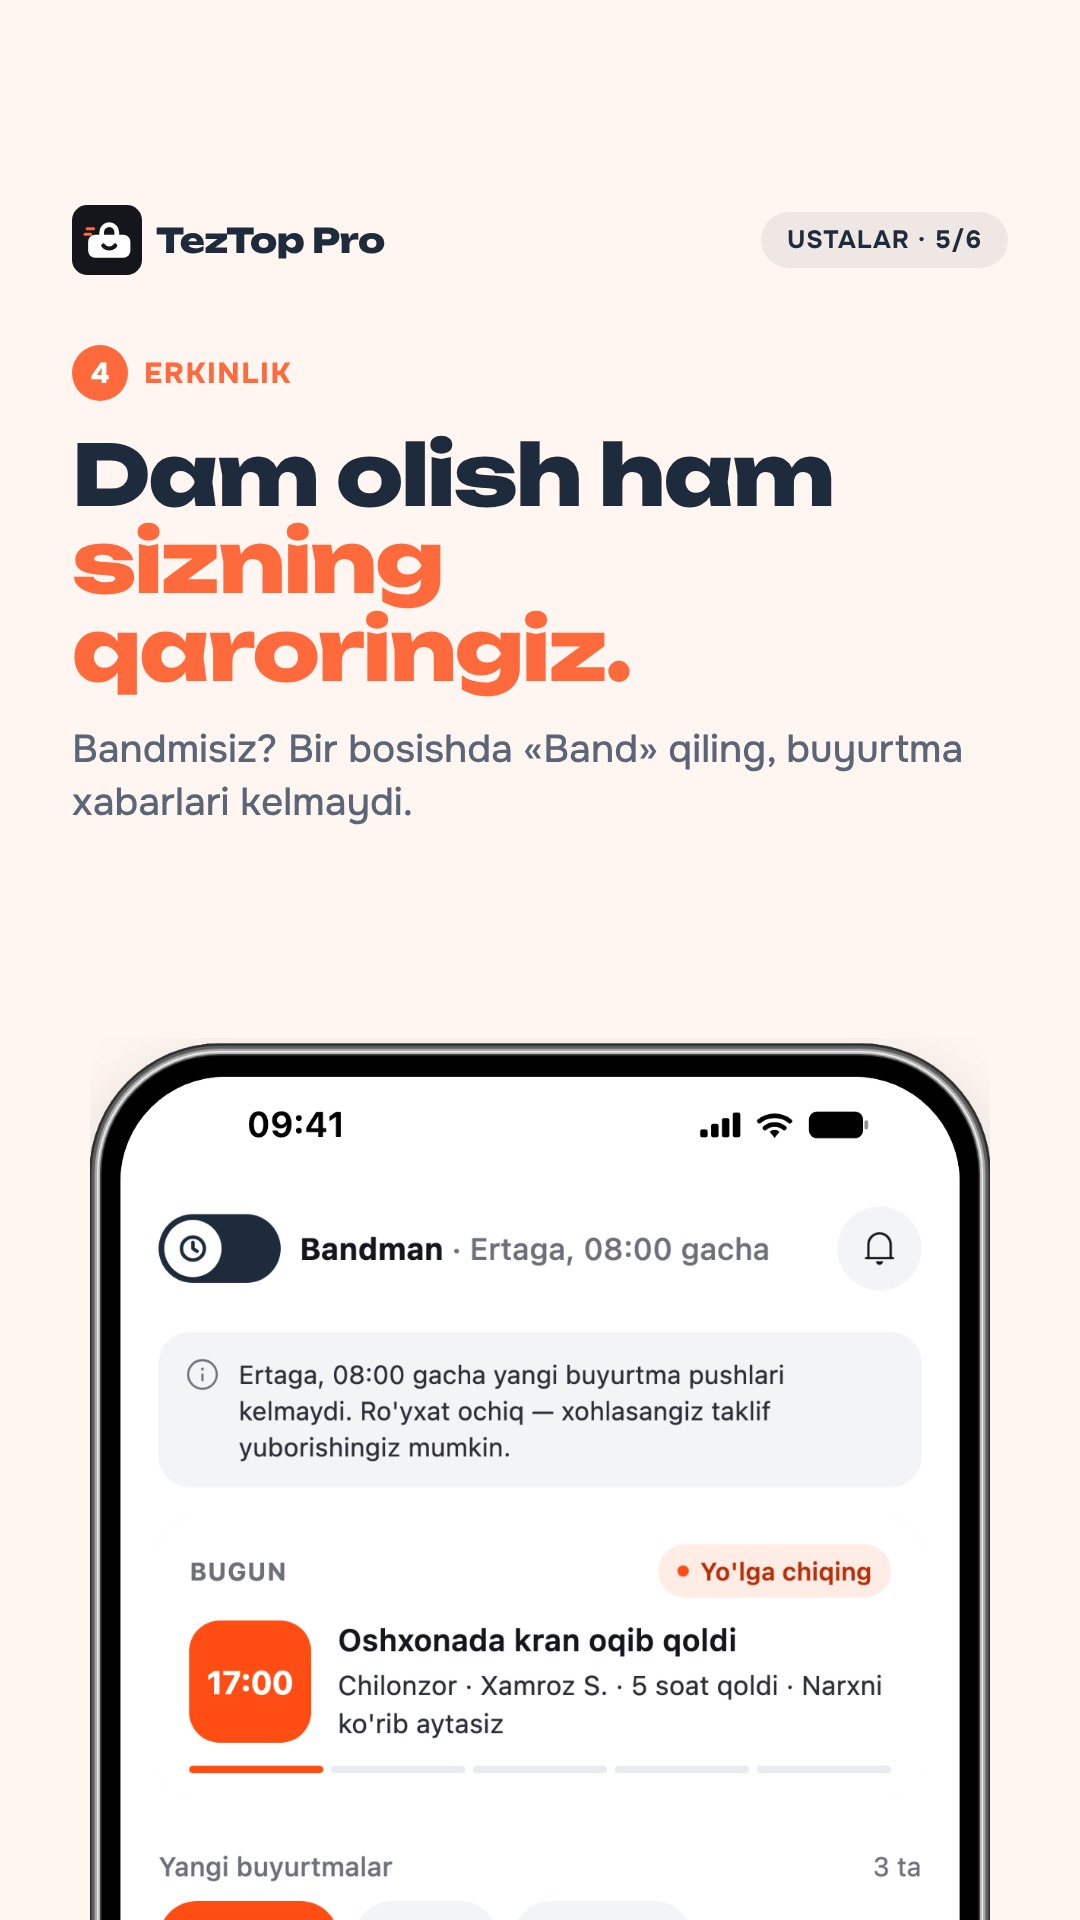 TezTop Pro
USTALAR · 5/6
4 ERKINLIK
Dam olish ham
sizning
qaroringiz.
Bandmisiz? Bir bosishda «Band» qiling, buyurtma
xabarlari kelmaydi.
09:41
Bandman · Ertaga, 08:00 gacha
Ertaga, 08:00 gacha yangi buyurtma pushlari
kelmaydi. Ro'yxat ochiq — xohlasangiz taklif
yuborishingiz mumkin.
BUGUN
Yo'lga chiqing
17:00
Oshxonada kran oqib qoldi
Chilonzor · Xamroz S. · 5 soat qoldi · Narxni
ko'rib aytasiz
Yangi buyurtmalar
3 ta